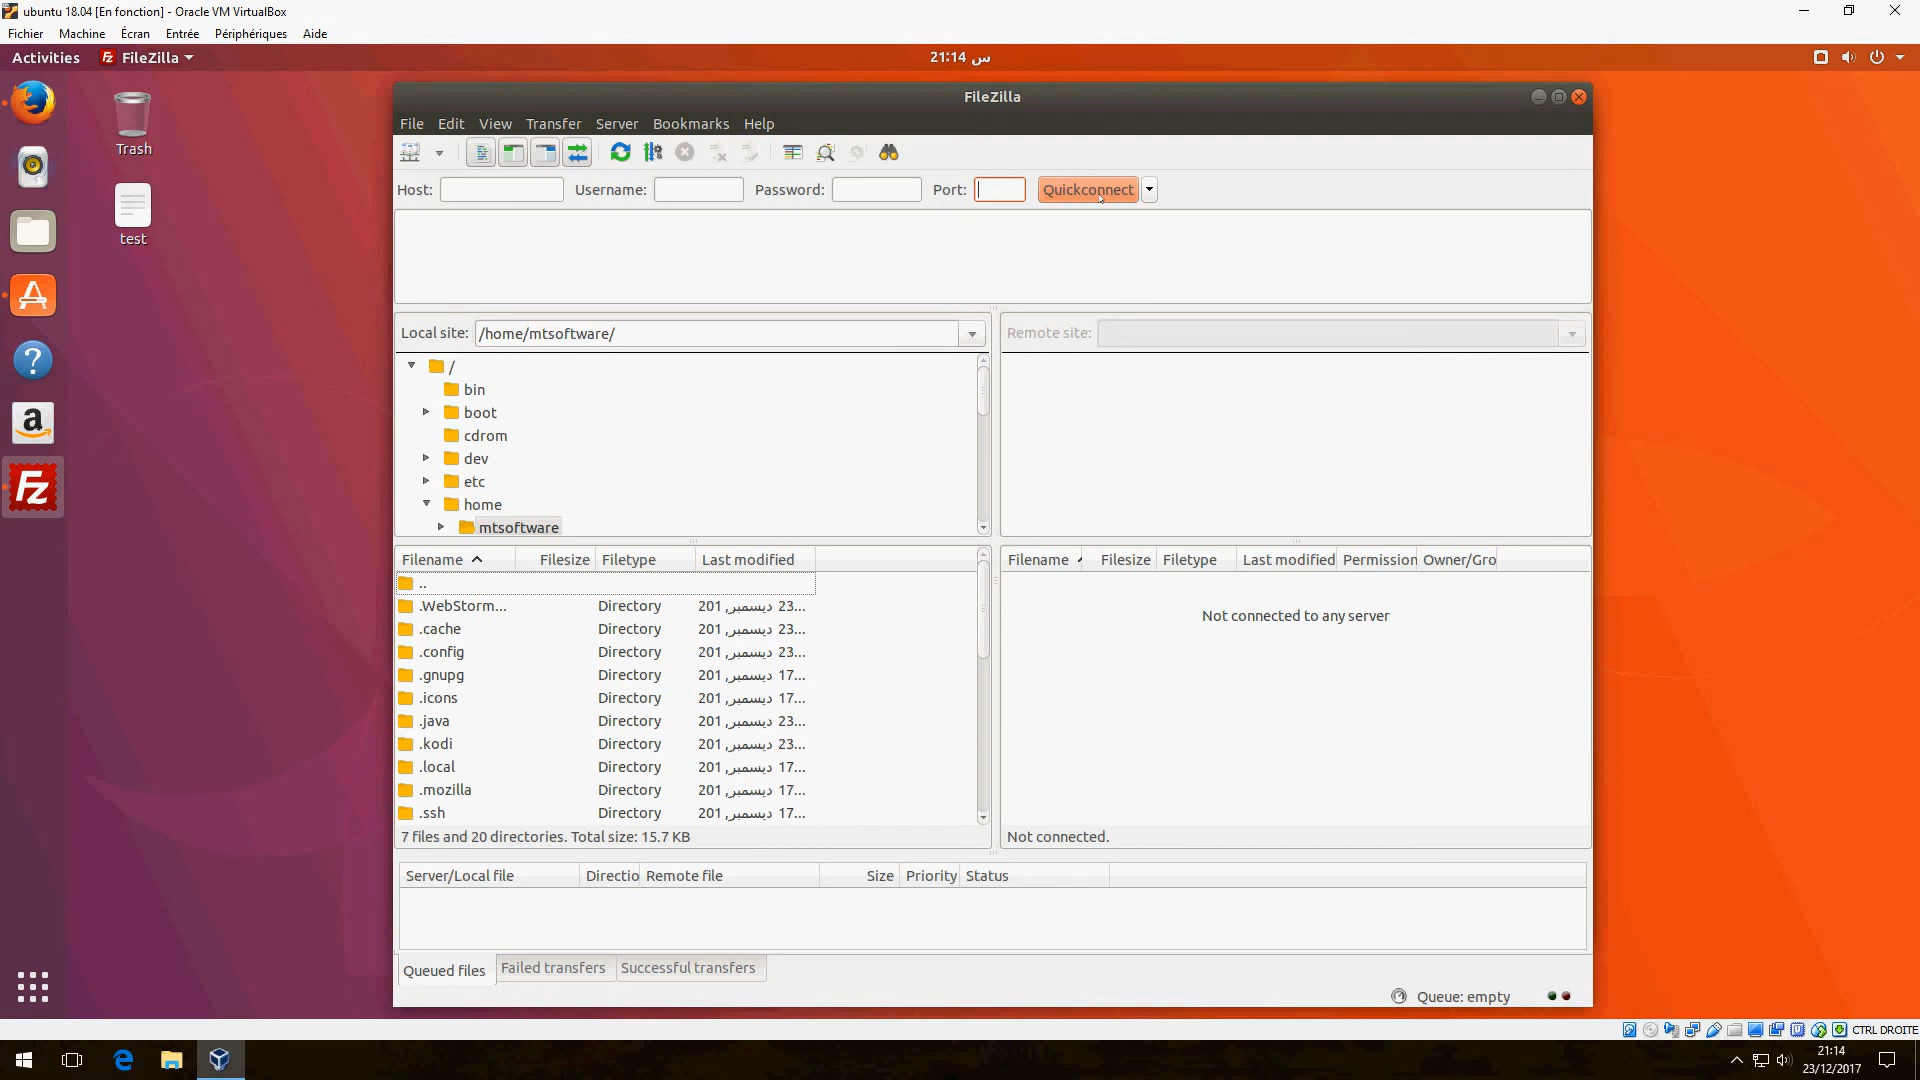 ubuntu 18.04 [En fonction] - Oracle VM VirtualBox
Fichier Machine Écran Entrée Périphériques Aide
Activities FileZilla س 21:14
Trash
test
FileZilla
File Edit View Transfer Server Bookmarks Help
Host: Username: Password: Port: Quickconnect
Local site: /home/mtsoftware/
Remote site:
/
bin
boot
cdrom
dev
etc
home
mtsoftware
Filename Filesize Filetype Last modified
..
.WebStorm... Directory 23 ديسمبر, 201...
.cache Directory 23 ديسمبر, 201...
.config Directory 23 ديسمبر, 201...
.gnupg Directory 17 ديسمبر, 201...
.icons Directory 17 ديسمبر, 201...
.java Directory 23 ديسمبر, 201...
.kodi Directory 23 ديسمبر, 201...
.local Directory 17 ديسمبر, 201...
.mozilla Directory 17 ديسمبر, 201...
.ssh Directory 17 ديسمبر, 201...
7 files and 20 directories. Total size: 15.7 KB
Filename Filesize Filetype Last modified Permission Owner/Gro
Not connected to any server
Not connected.
Server/Local file Directio Remote file Size Priority Status
Queued files Failed transfers Successful transfers
Queue: empty
CTRL DROITE
21:14
23/12/2017